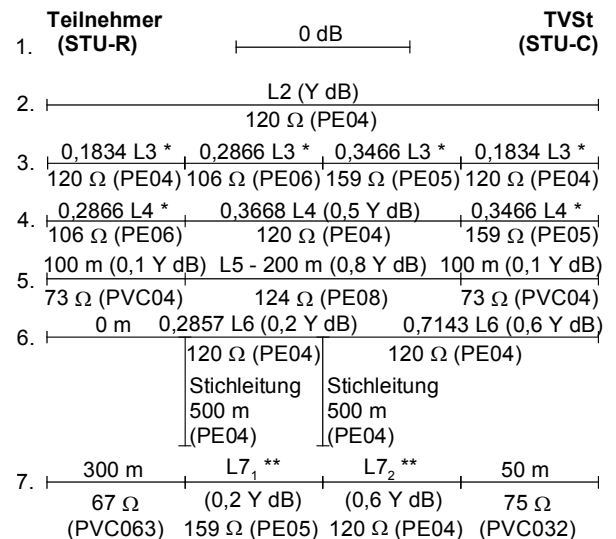 Teilnehmer TVSt
(STU-R) (STU-C)
1. 0 dB
2. L2 (Y dB)
120 Ω (PE04)
3. 0,1834 L3 * 0,2866 L3 * 0,3466 L3 * 0,1834 L3 *
120 Ω (PE04) 106 Ω (PE06) 159 Ω (PE05) 120 Ω (PE04)
4. 0,2866 L4 * 0,3668 L4 (0,5 Y dB) 0,3466 L4 *
106 Ω (PE06) 120 Ω (PE04) 159 Ω (PE05)
5. 100 m (0,1 Y dB) L5 - 200 m (0,8 Y dB) 100 m (0,1 Y dB)
73 Ω (PVC04) 124 Ω (PE08) 73 Ω (PVC04)
6. 0 m 0,2857 L6 (0,2 Y dB) 0,7143 L6 (0,6 Y dB)
120 Ω (PE04) 120 Ω (PE04)
Stichleitung Stichleitung
500 m 500 m
(PE04) (PE04)
7. 300 m L7₁ ** L7₂ ** 50 m
67 Ω (0,2 Y dB) (0,6 Y dB) 75 Ω
(PVC063) 159 Ω (PE05) 120 Ω (PE04) (PVC032)